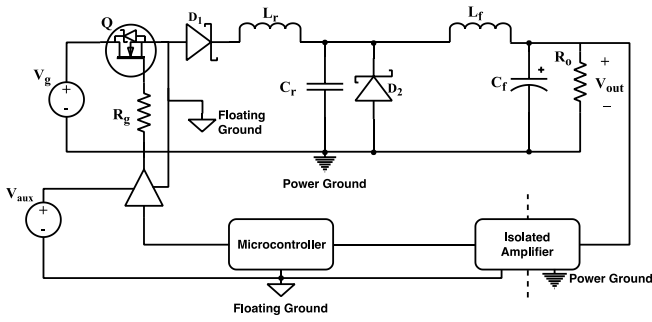 Q
D1
Lr
Lf
Vg
+
-
Rg
Floating
Ground
Cr
D2
Cf
+
Ro
+
Vout
–
Power Ground
Vaux
+
-
Microcontroller
Isolated
Amplifier
Power Ground
Floating Ground